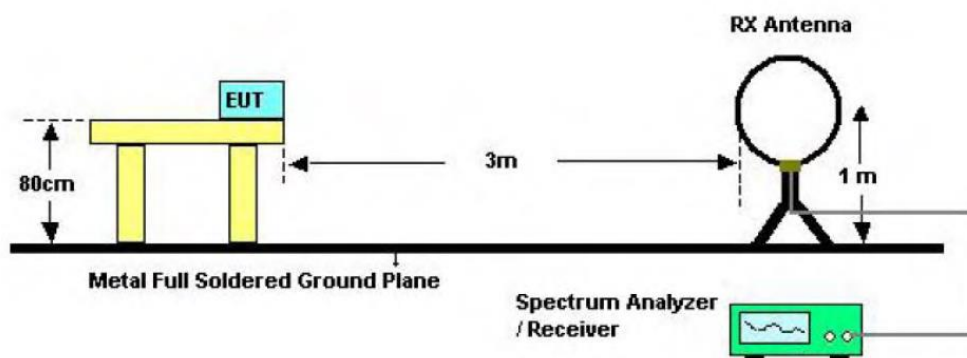 RX Antenna
EUT
3m
80cm
1 m
Metal Full Soldered Ground Plane
Spectrum Analyzer
/ Receiver